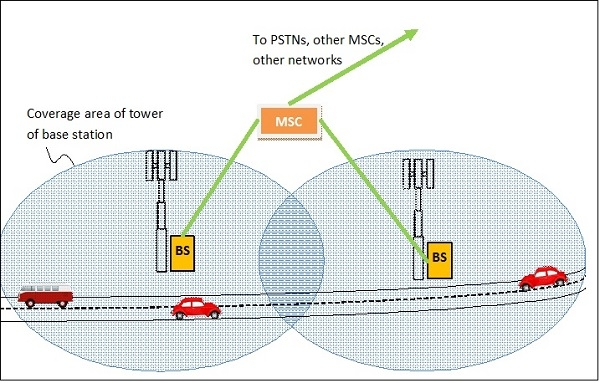 To PSTNs, other MSCs,
other networks
MSC
Coverage area of tower
of base station
BS
BS